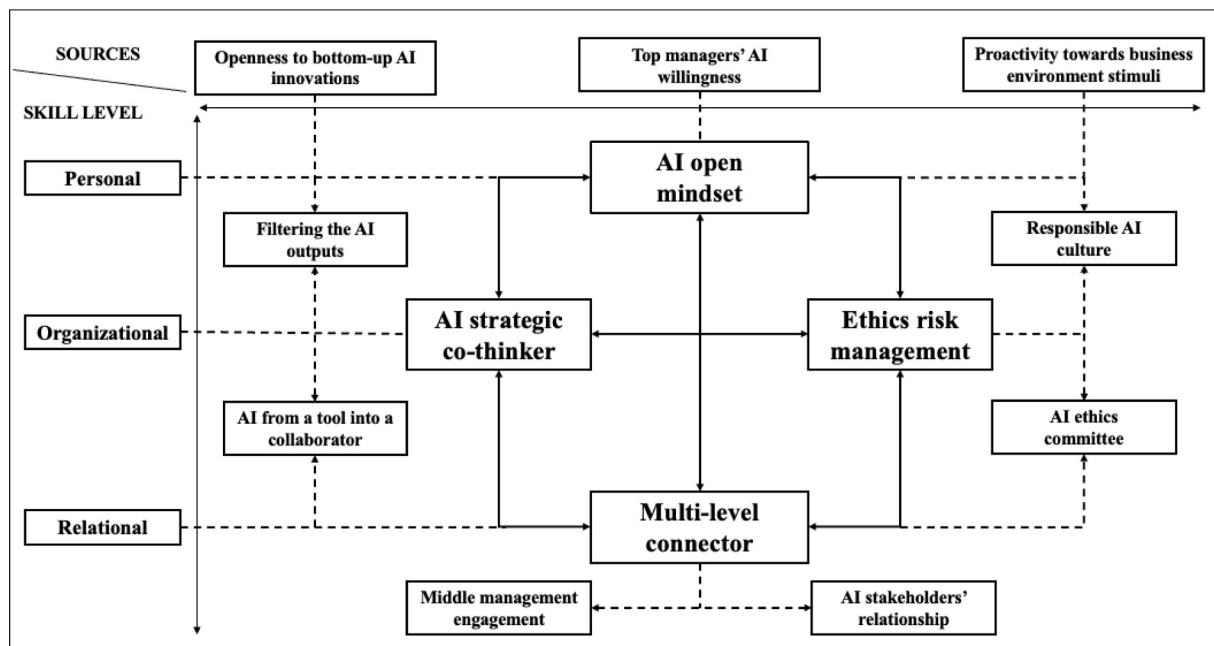 SOURCES
Openness to bottom-up AI
innovations
Top managers’ AI
willingness
Proactivity towards business
environment stimuli
SKILL LEVEL
Personal
AI open
mindset
Filtering the AI
outputs
Responsible AI
culture
Organizational
AI strategic
co-thinker
Ethics risk
management
AI from a tool into a
collaborator
AI ethics
committee
Relational
Multi-level
connector
Middle management
engagement
AI stakeholders’
relationship